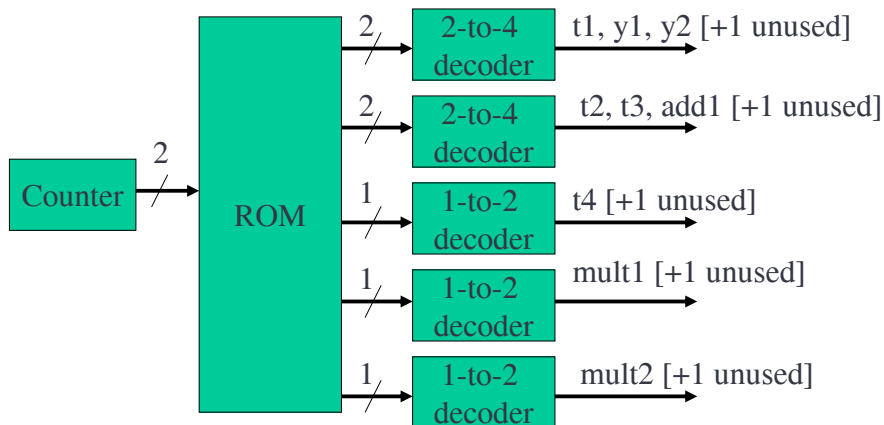 2
2-to-4
decoder
t1, y1, y2 [+1 unused]
2
2-to-4
decoder
t2, t3, add1 [+1 unused]
2
Counter
ROM
1
1-to-2
decoder
t4 [+1 unused]
1
1-to-2
decoder
mult1 [+1 unused]
1
1-to-2
decoder
mult2 [+1 unused]